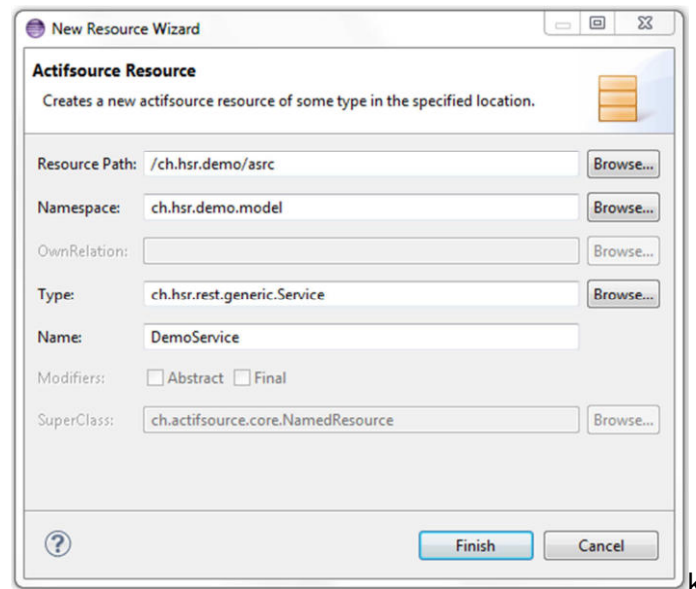 New Resource Wizard
Actifsource Resource
Creates a new actifsource resource of some type in the specified location.
Resource Path: /ch.hsr.demo/asrc Browse...
Namespace: ch.hsr.demo.model Browse...
OwnRelation: Browse...
Type: ch.hsr.rest.generic.Service Browse...
Name: DemoService
Modifiers: Abstract Final
SuperClass: ch.actifsource.core.NamedResource Browse...
? Finish Cancel
k